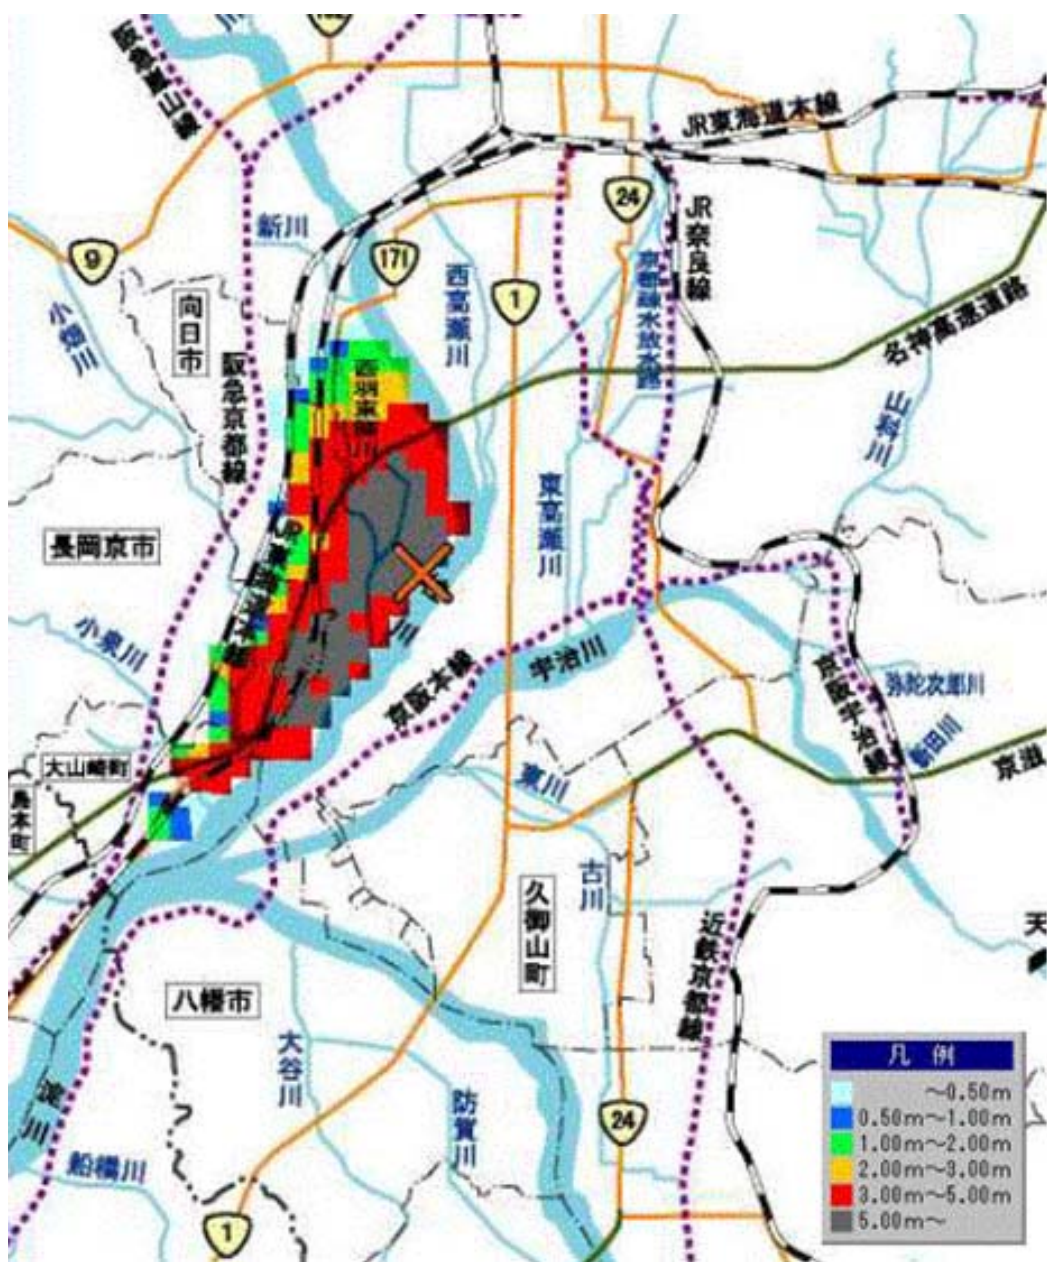 阪急嵐山線
JR東海道本線
24
JR奈良線
新川
171
9
西高瀬川
1
京都疏水放水路
向日市
小畑川
名神高速道路
阪急京都線
西羽束師川
東高瀬川
長岡京市
小泉川
川
京阪本線
宇治川
京阪宇治線
弥陀次郎川
新田川
大山崎町
島本町
東川
京滋
古川
久御山町
近鉄京都線
天
八幡市
大谷川
防賀川
24
船橋川
1
凡 例
~0.50m
0.50m~1.00m
1.00m~2.00m
2.00m~3.00m
3.00m~5.00m
5.00m~